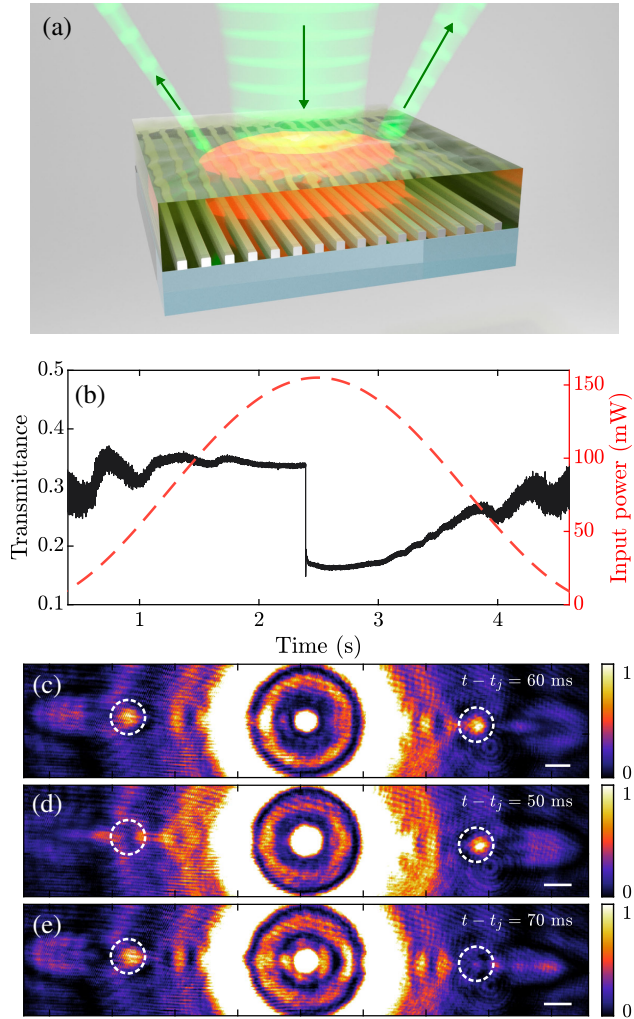 (a)
(b)
0.5
0.4
0.3
0.2
0.1
Transmittance
150
100
50
0
Input power (mW)
1
2
3
4
Time (s)
(c)
t − t_j = 60 ms
1
0
(d)
t − t_j = 50 ms
1
0
(e)
t − t_j = 70 ms
1
0